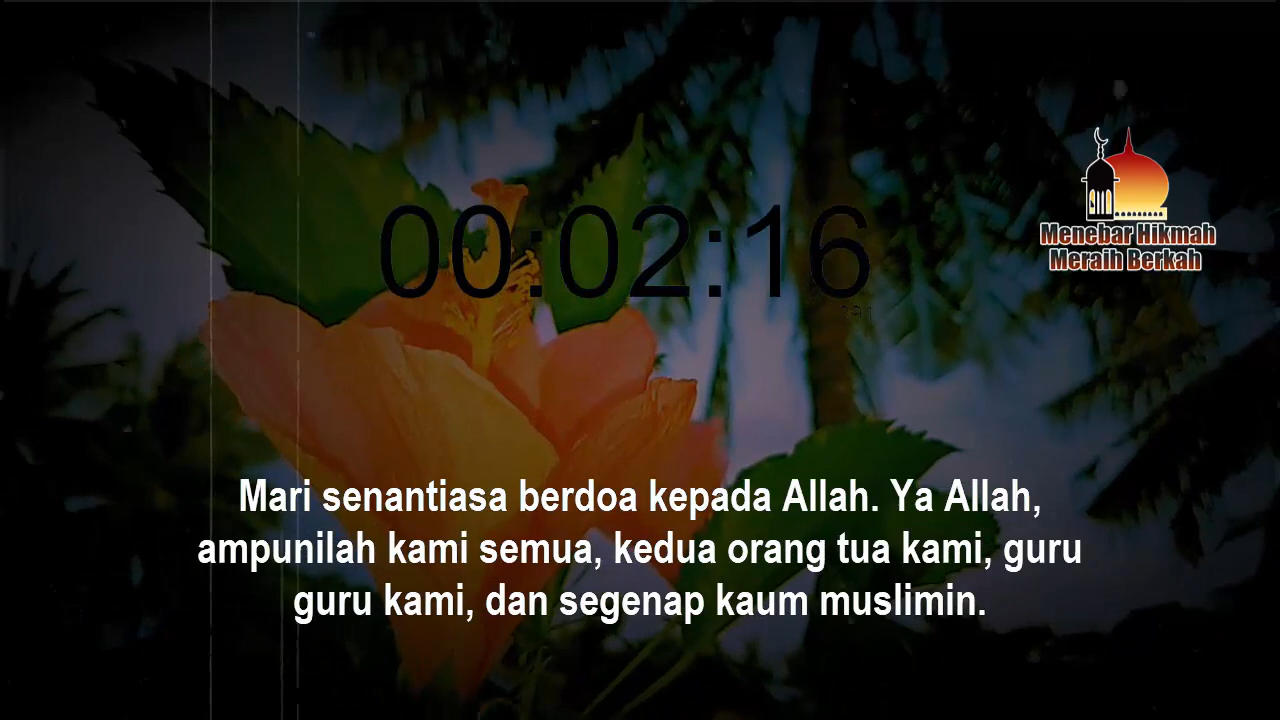 00:02:16
Menebar Hikmah
Meraih Berkah
Mari senantiasa berdoa kepada Allah. Ya Allah,
ampunilah kami semua, kedua orang tua kami, guru
guru kami, dan segenap kaum muslimin.